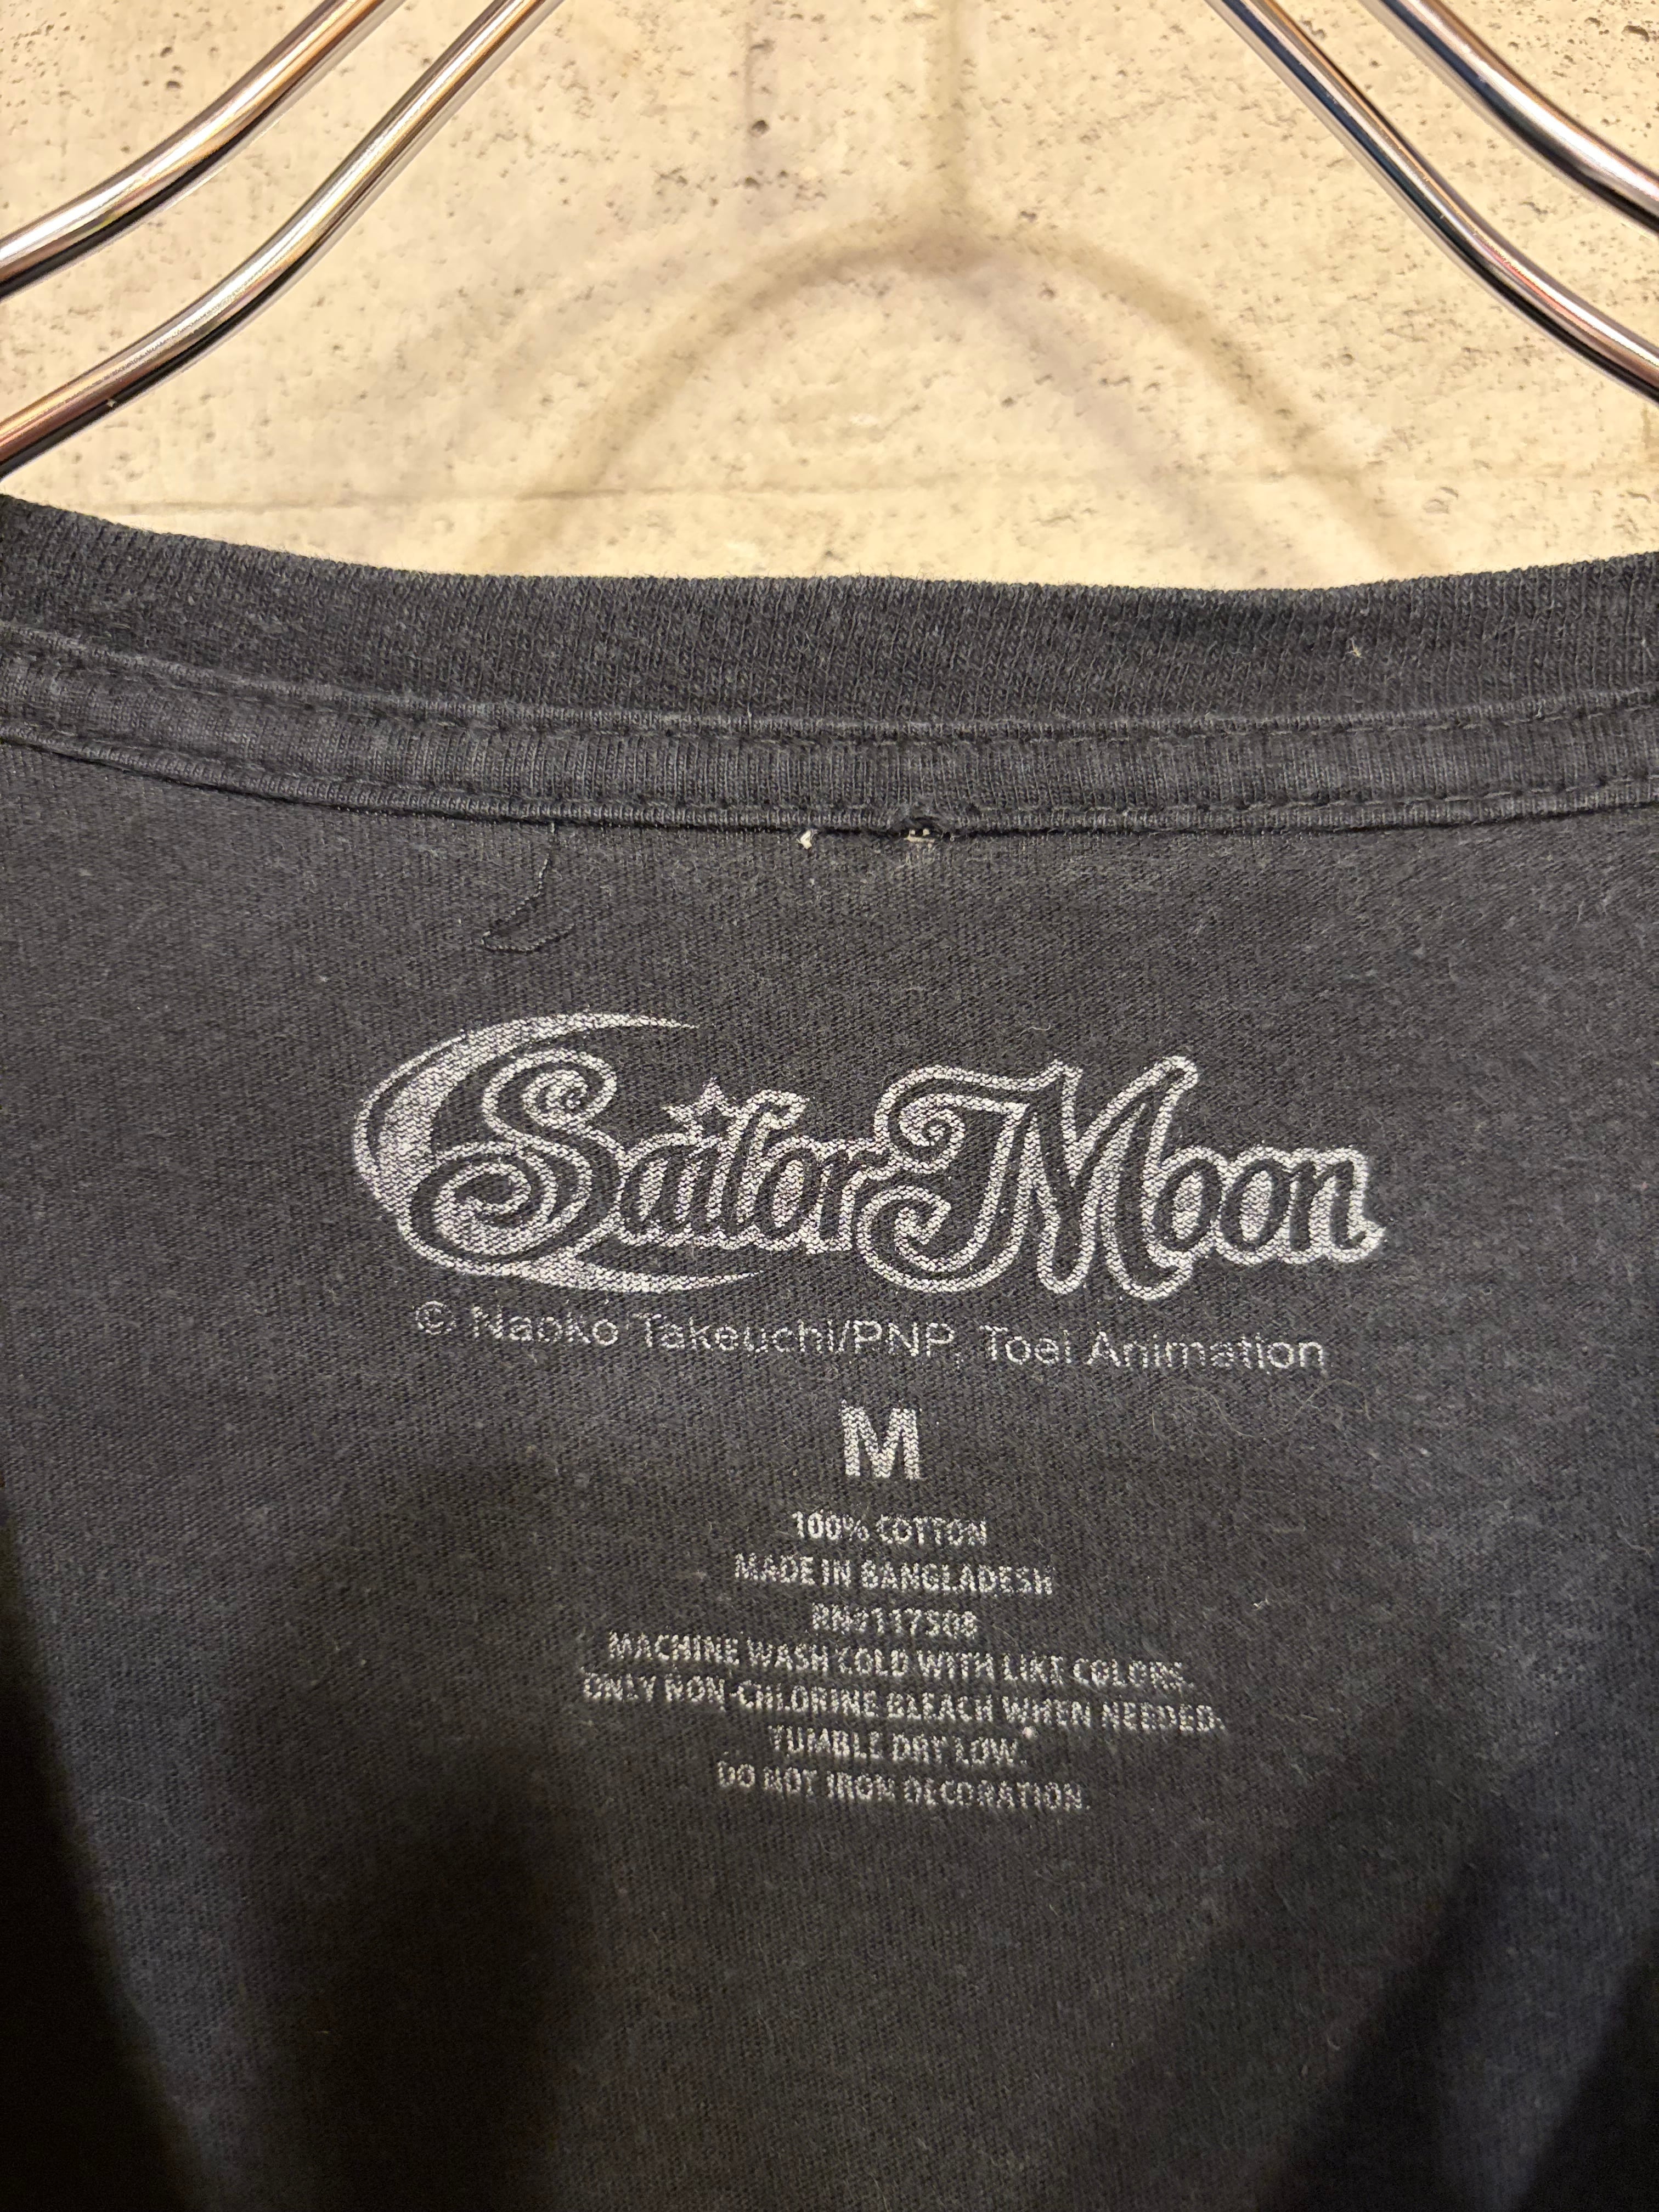 Sailor Moon
© Naoko Takeuchi/PNP, Toei Animation
M
100% COTTON
MADE IN BANGLADESH
RN#117508
MACHINE WASH COLD WITH LIKE COLORS.
ONLY NON-CHLORINE BLEACH WHEN NEEDED.
TUMBLE DRY LOW.
DO NOT IRON DECORATION.